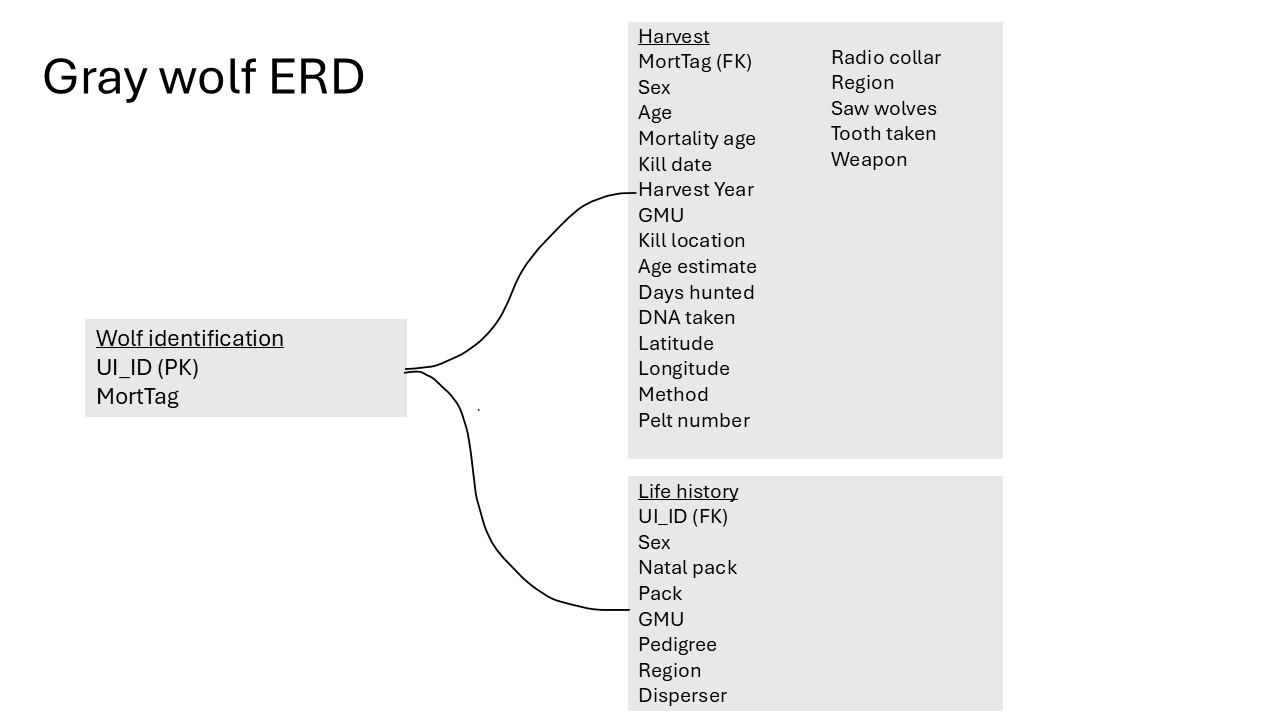 Gray wolf ERD
Harvest
MortTag (FK)
Sex
Age
Mortality age
Kill date
Harvest Year
GMU
Kill location
Age estimate
Days hunted
DNA taken
Latitude
Longitude
Method
Pelt number
Radio collar
Region
Saw wolves
Tooth taken
Weapon
Wolf identification
UI_ID (PK)
MortTag
Life history
UI_ID (FK)
Sex
Natal pack
Pack
GMU
Pedigree
Region
Disperser